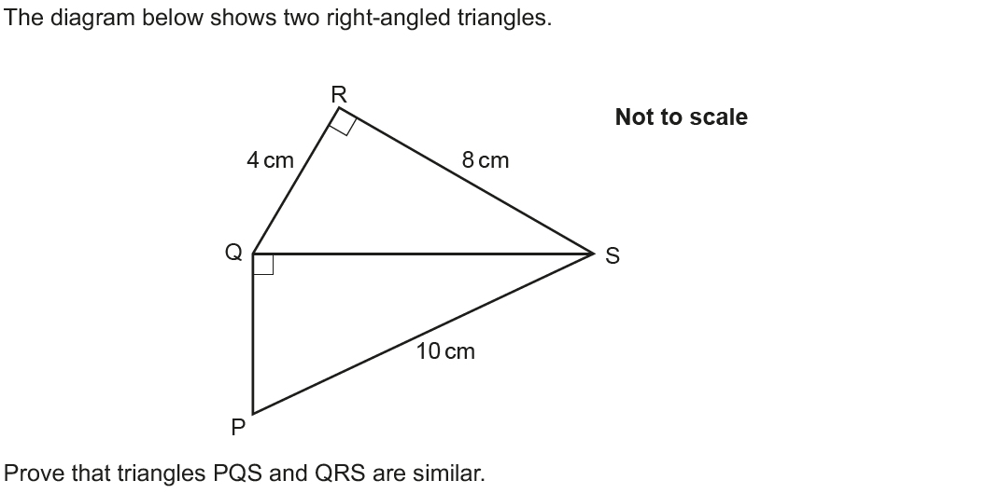 The diagram below shows two right-angled triangles.
R
Not to scale
4 cm
8 cm
Q
S
10 cm
P
Prove that triangles PQS and QRS are similar.